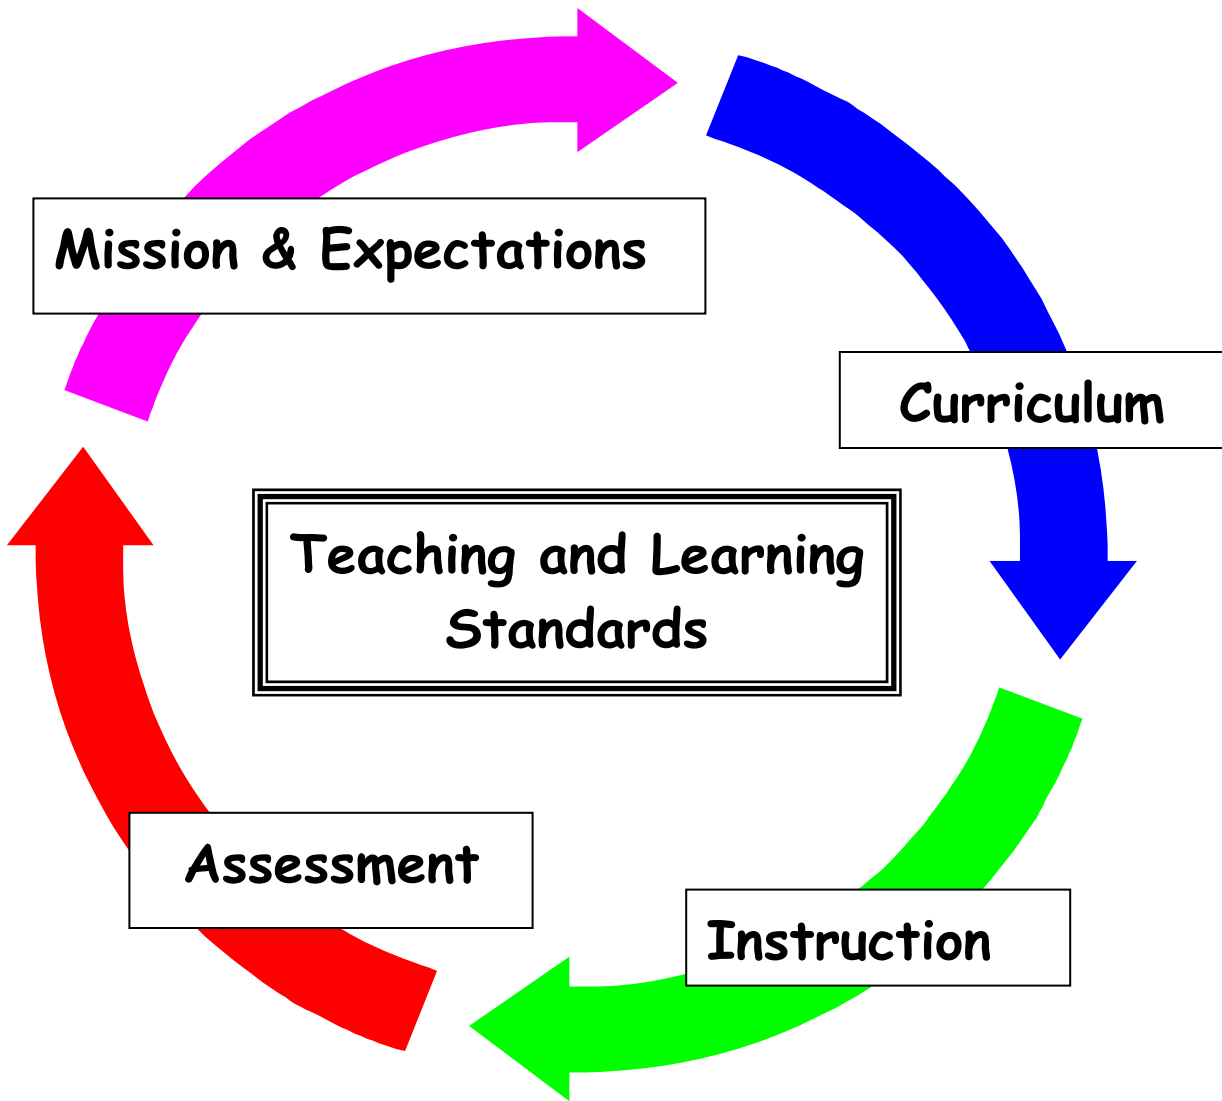 Mission & Expectations
Curriculum
Teaching and Learning
Standards
Assessment
Instruction